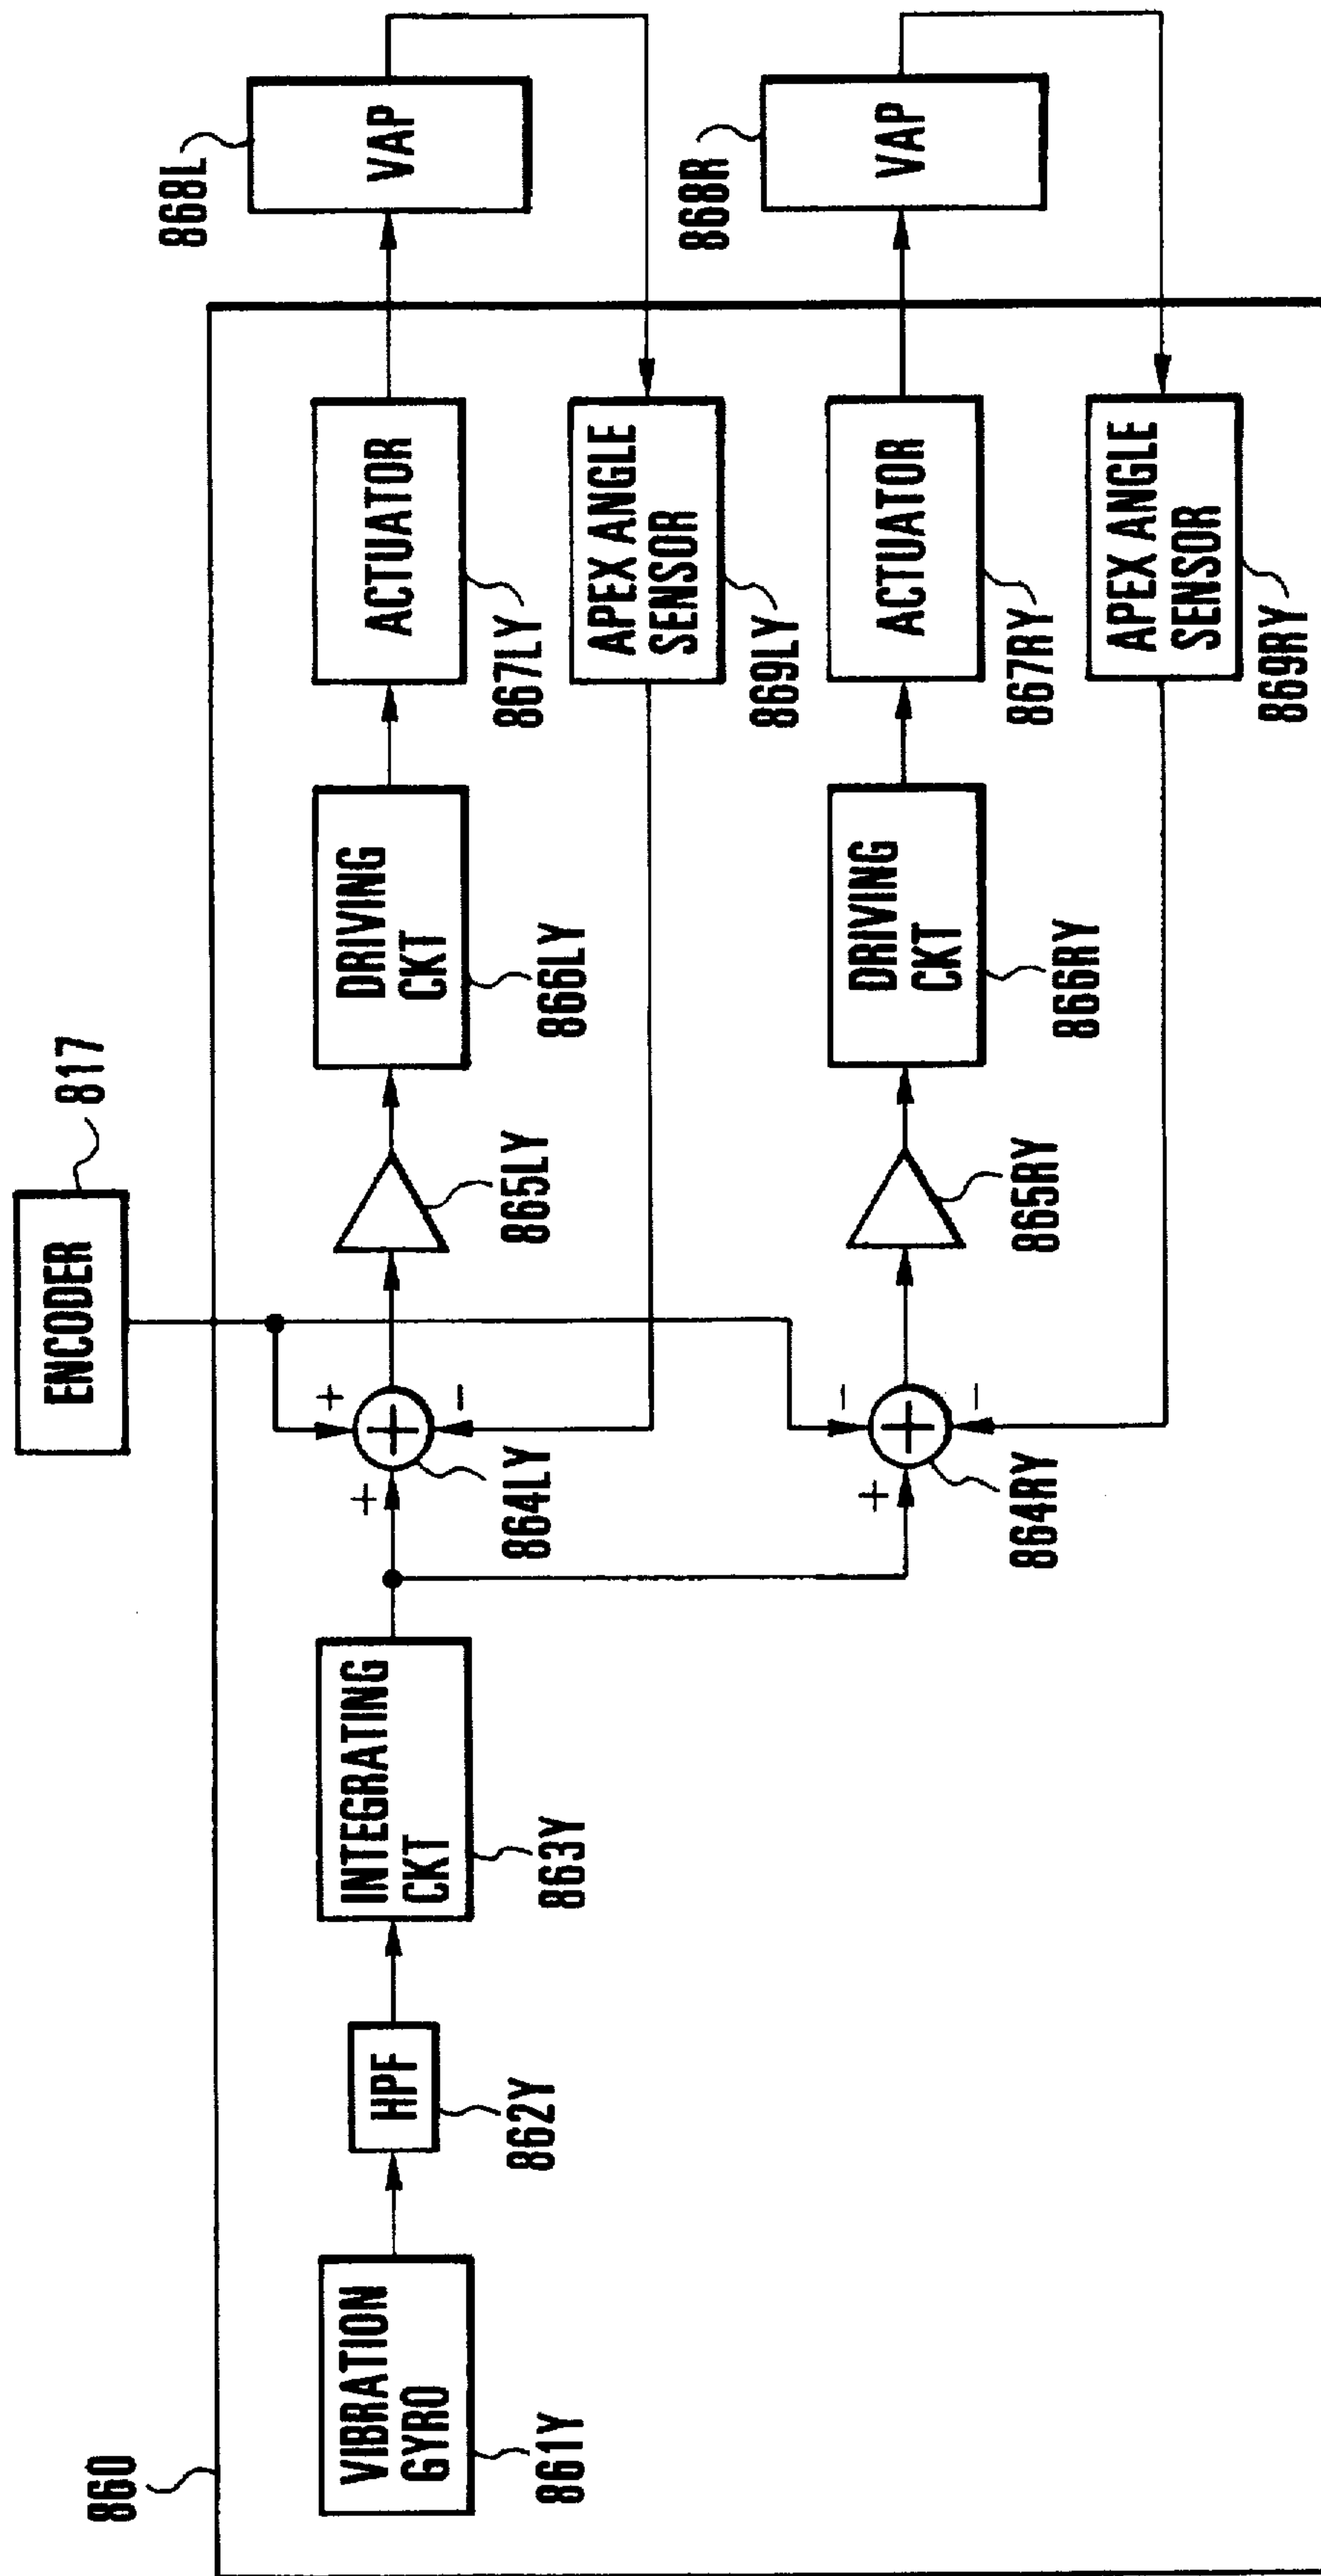 860
ENCODER
817
VIBRATION
GYRO
861Y
HPF
862Y
INTEGRATING
CKT
863Y
+
+
-
864LY
865LY
DRIVING
CKT
866LY
ACTUATOR
867LY
VAP
868L
APEX ANGLE
SENSOR
869LY
+
-
-
864RY
865RY
DRIVING
CKT
866RY
ACTUATOR
867RY
VAP
868R
APEX ANGLE
SENSOR
869RY